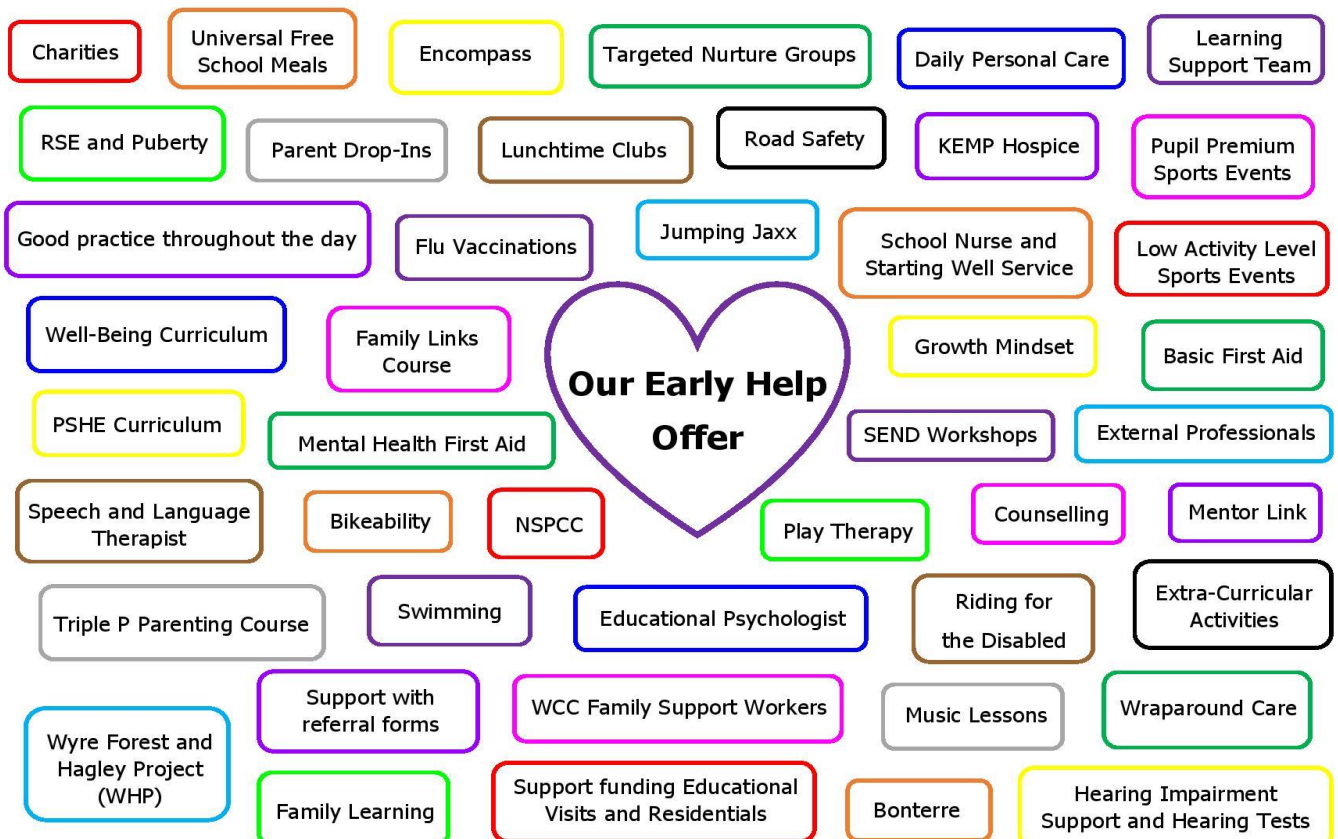 Charities
Universal Free
School Meals
Encompass
Targeted Nurture Groups
Daily Personal Care
Learning
Support Team
RSE and Puberty
Parent Drop-Ins
Lunchtime Clubs
Road Safety
KEMP Hospice
Pupil Premium
Sports Events
Good practice throughout the day
Flu Vaccinations
Jumping Jaxx
School Nurse and
Starting Well Service
Low Activity Level
Sports Events
Well-Being Curriculum
Family Links
Course
Our Early Help
Offer
Growth Mindset
Basic First Aid
PSHE Curriculum
Mental Health First Aid
SEND Workshops
External Professionals
Speech and Language
Therapist
Bikeability
NSPCC
Play Therapy
Counselling
Mentor Link
Triple P Parenting Course
Swimming
Educational Psychologist
Riding for
the Disabled
Extra-Curricular
Activities
Wyre Forest and
Hagley Project
(WHP)
Support with
referral forms
WCC Family Support Workers
Music Lessons
Wraparound Care
Family Learning
Support funding Educational
Visits and Residentials
Bonterre
Hearing Impairment
Support and Hearing Tests